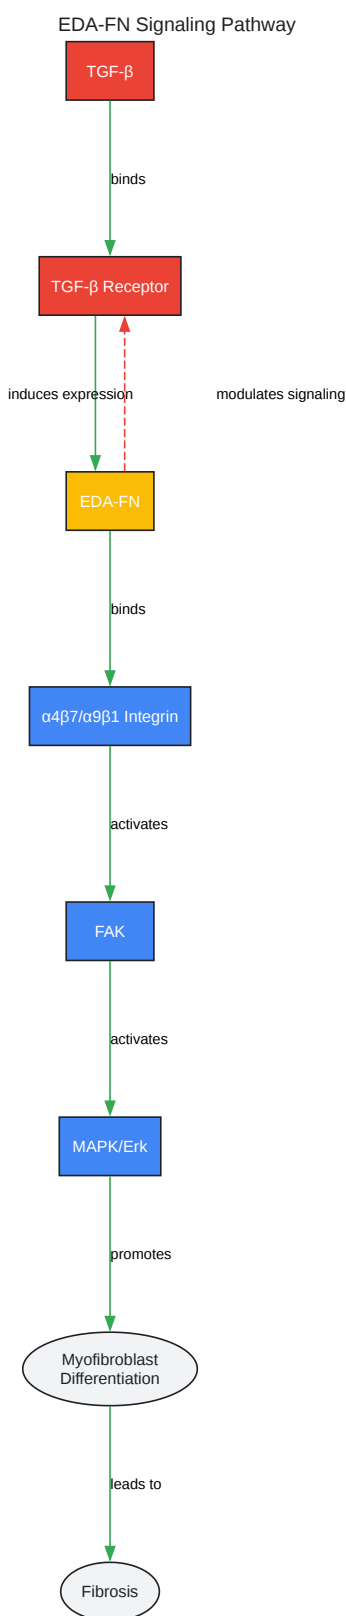 EDA-FN Signaling Pathway
TGF-β
binds
TGF-β Receptor
induces expression
modulates signaling
EDA-FN
binds
α4β7/α9β1 Integrin
activates
FAK
activates
MAPK/Erk
promotes
Myofibroblast
Differentiation
leads to
Fibrosis